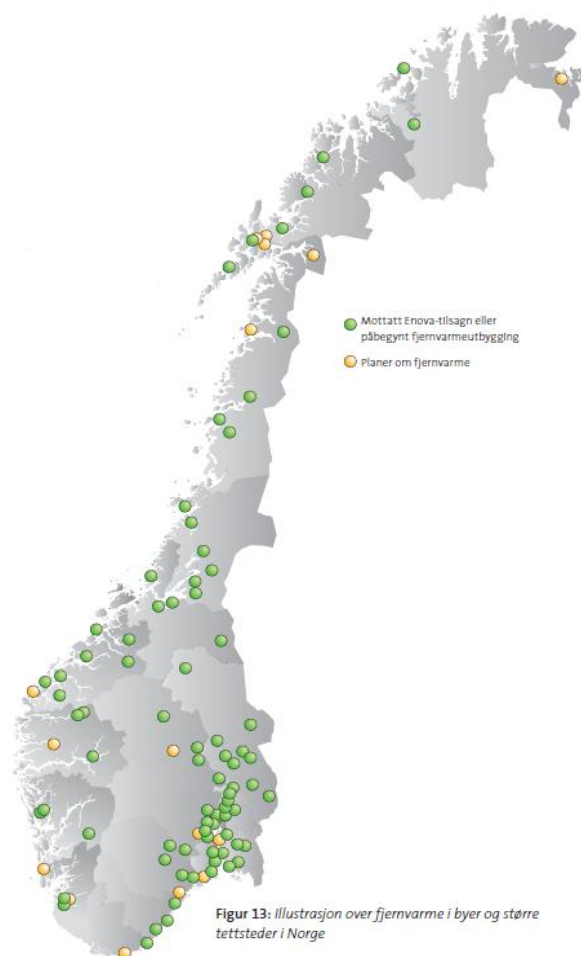 Mottatt Enova-tilsagn eller
påbegynt fjernvarmeutbygging
Planer om fjernvarme
Figur 13: Illustrasjon over fjernvarme i byer og større
tettsteder i Norge